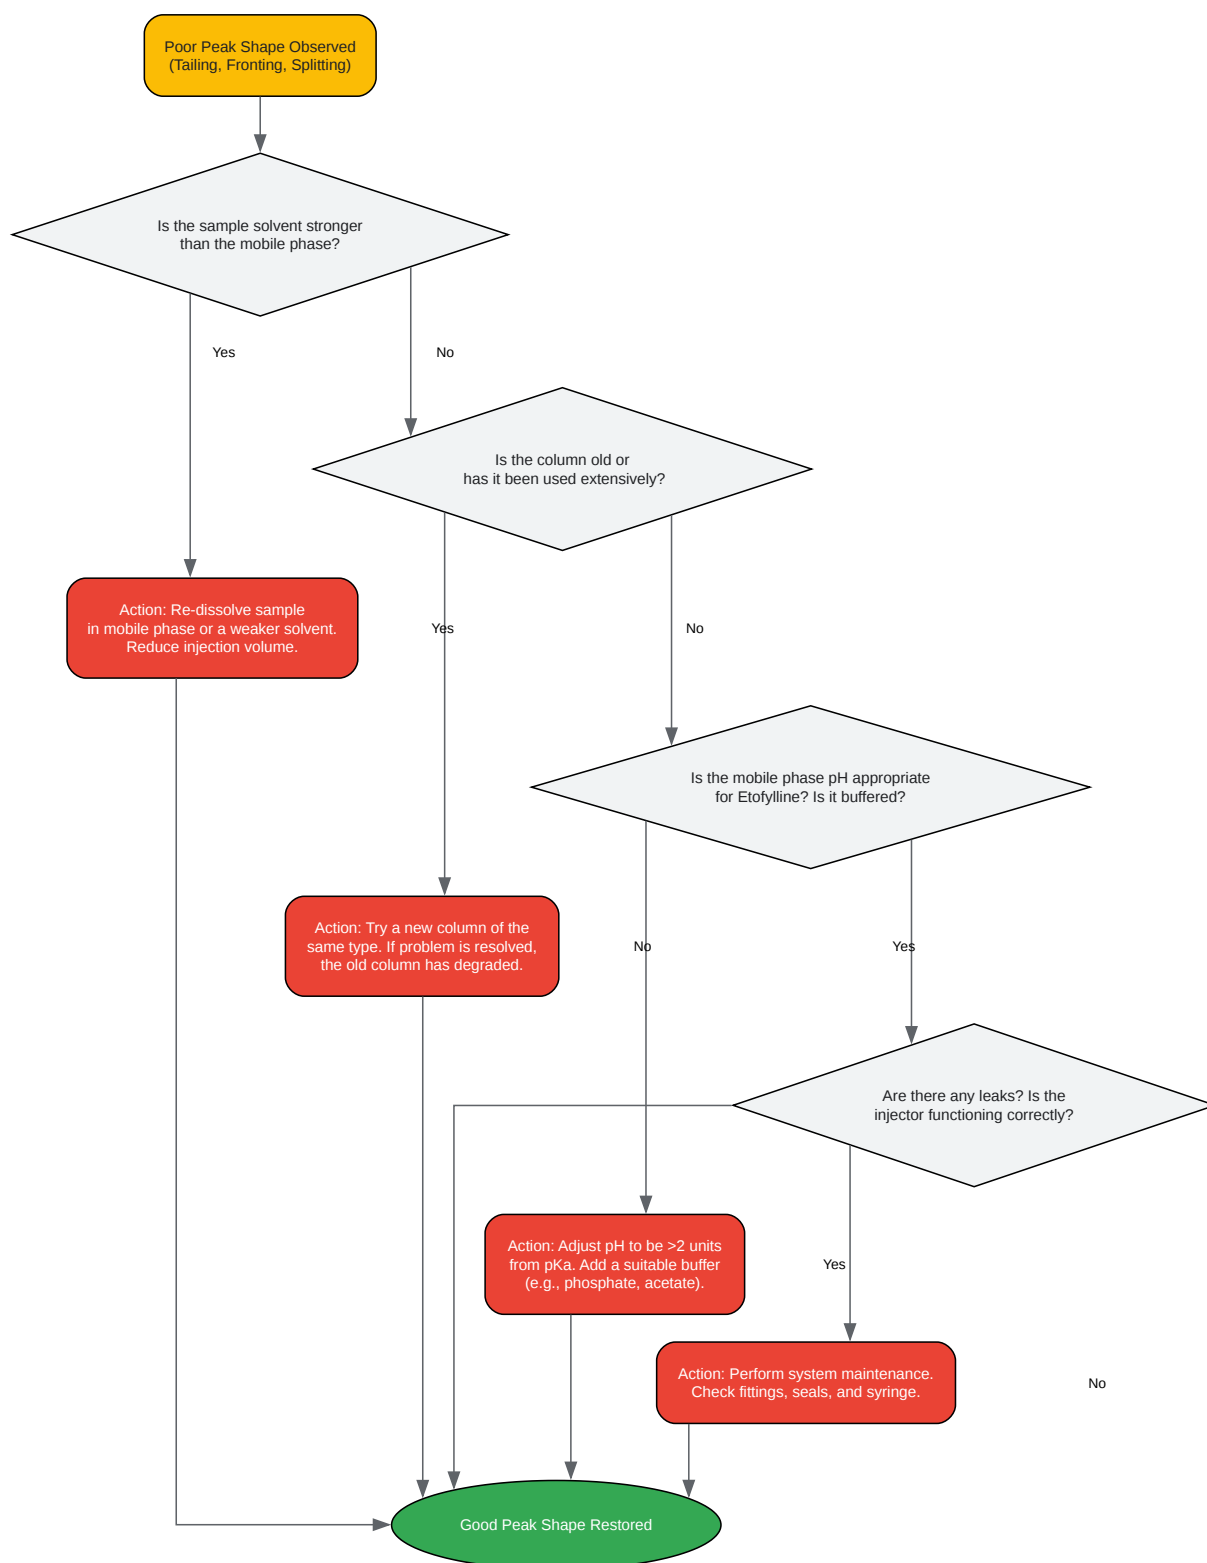 Poor Peak Shape Observed
(Tailing, Fronting, Splitting)
Is the sample solvent stronger
than the mobile phase?
Yes
No
Is the column old or
has it been used extensively?
Action: Re-dissolve sample
in mobile phase or a weaker solvent.
Reduce injection volume.
Yes
No
Is the mobile phase pH appropriate
for Etofylline? Is it buffered?
Action: Try a new column of the
same type. If problem is resolved,
the old column has degraded.
No
Yes
Are there any leaks? Is the
injector functioning correctly?
Action: Adjust pH to be >2 units
from pKa. Add a suitable buffer
(e.g., phosphate, acetate).
Yes
Action: Perform system maintenance.
Check fittings, seals, and syringe.
No
Good Peak Shape Restored